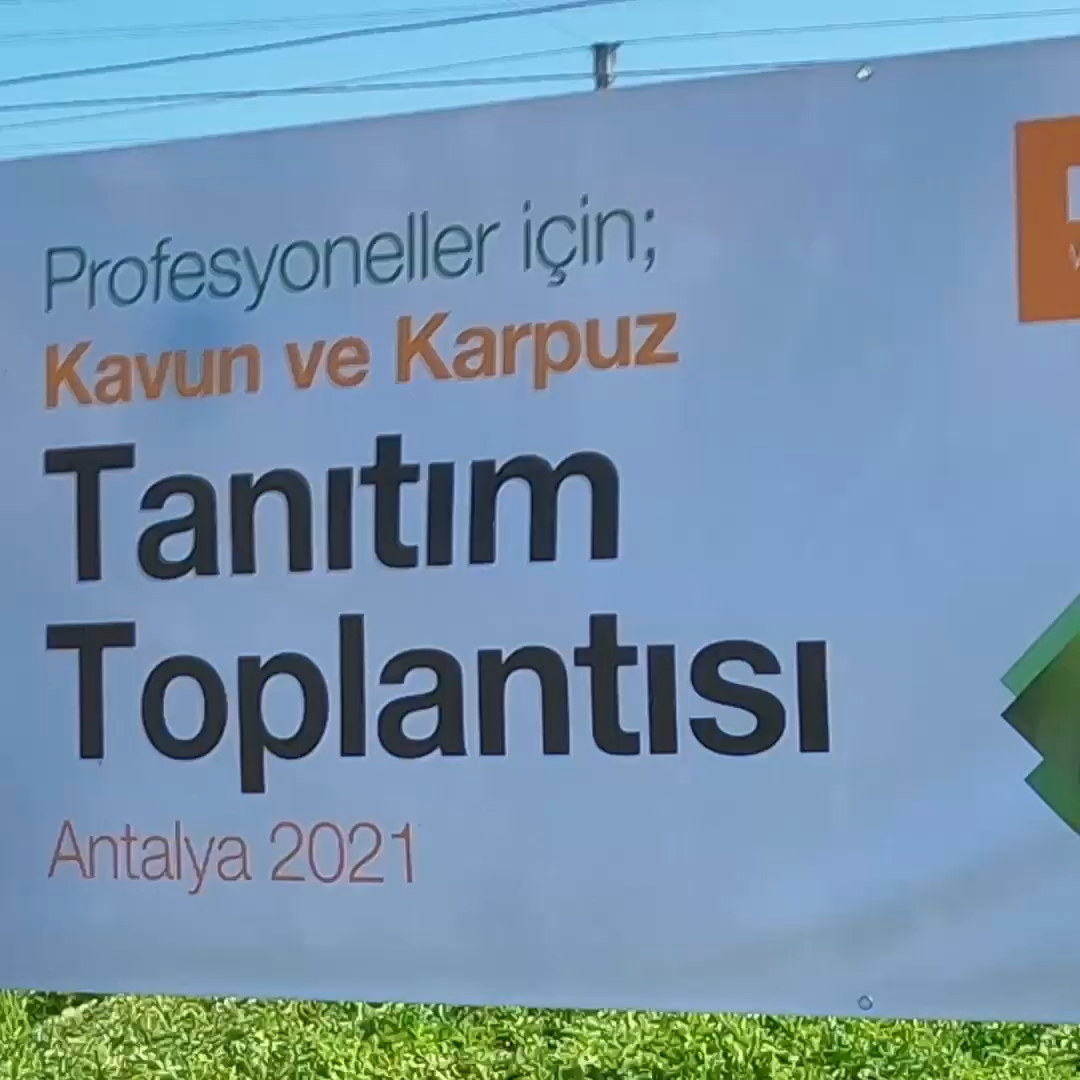 Profesyoneller için;
Kavun ve Karpuz
Tanıtım
Toplantısı
Antalya 2021